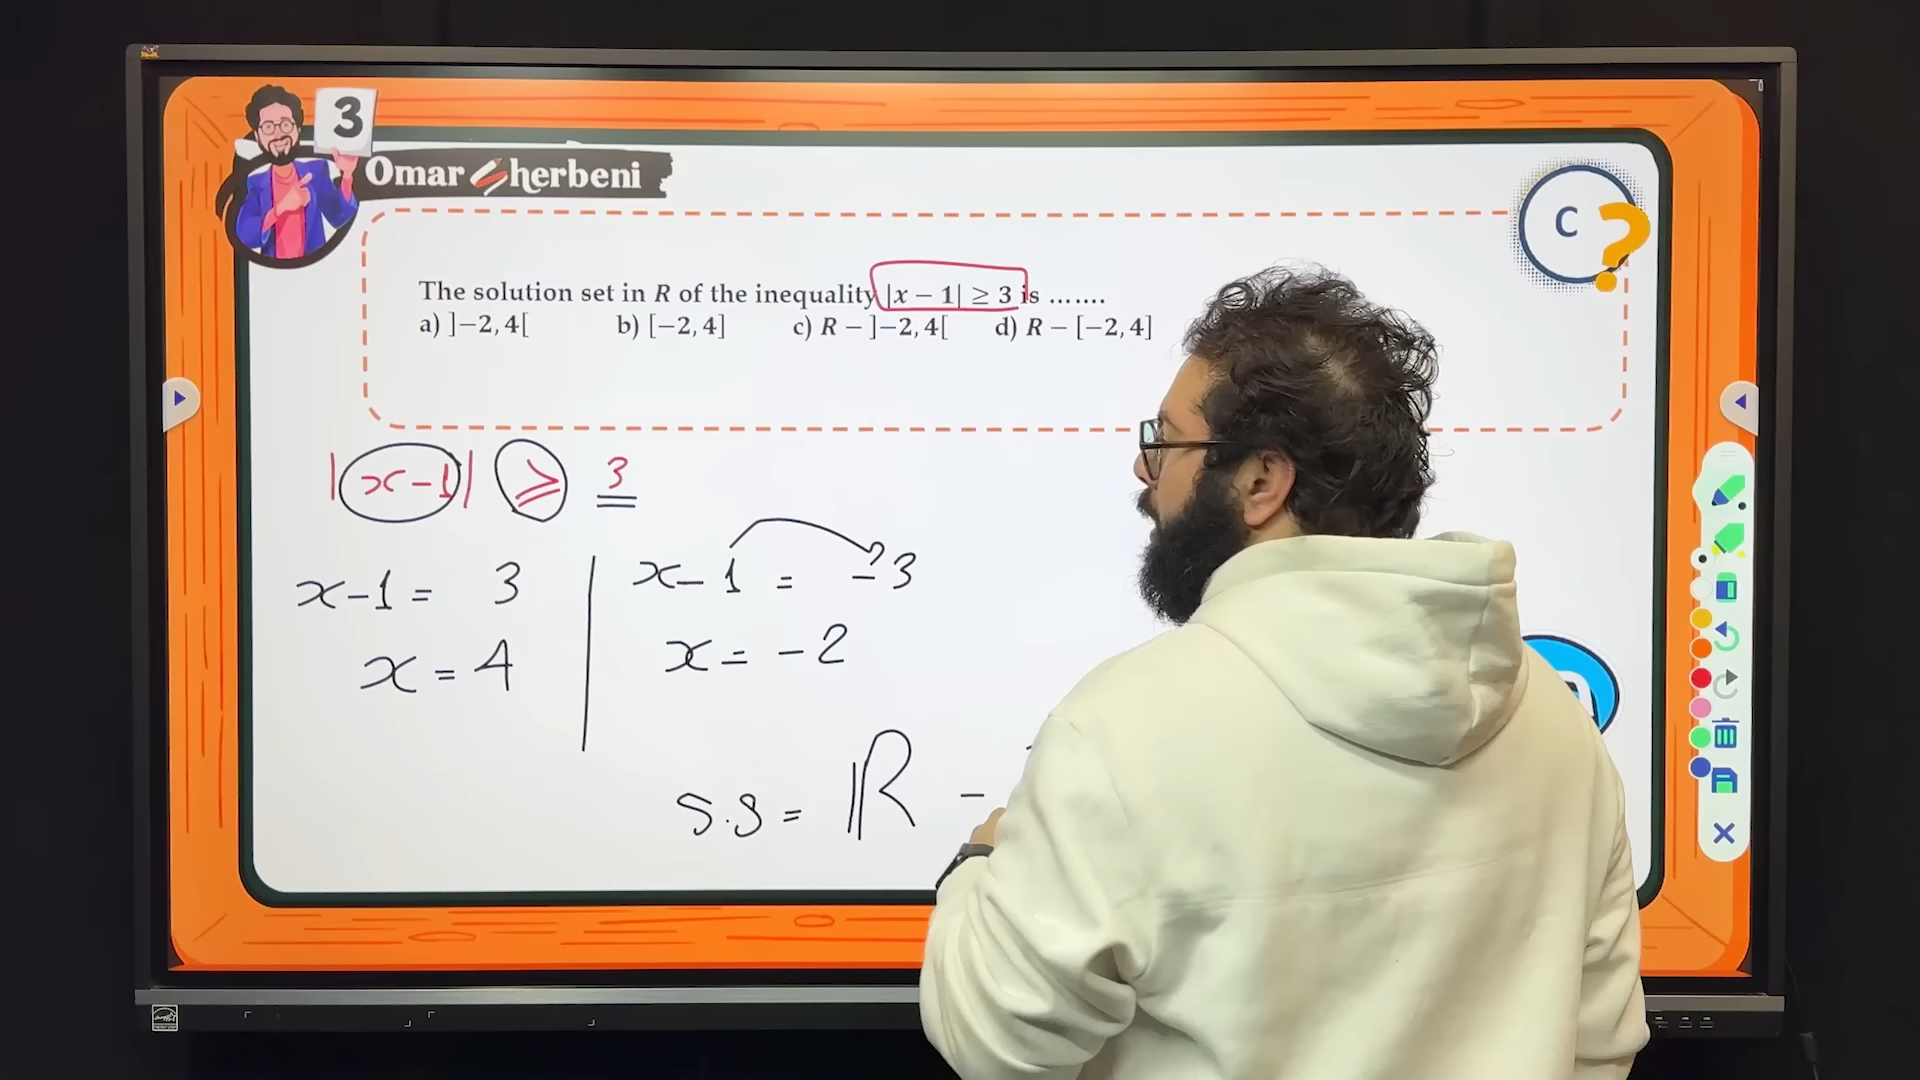 3
Omar Sherbeni
C ?
The solution set in R of the inequality |x − 1| ≥ 3 is .......
a) ]−2, 4[ b) [−2, 4] c) R − ]−2, 4[ d) R − [−2, 4]
|x-1| ≥ 3
x-1 = 3
x = 4
x-1 = -3
x = -2
S.S = ℝ -